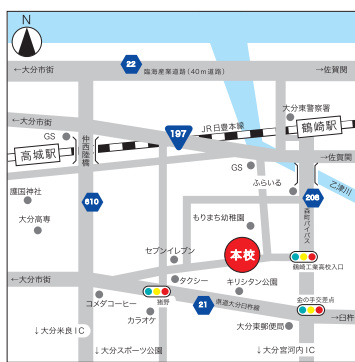 N
22
臨海産業道路(40m道路)
←大分市街
→佐賀関
大分東警察署
←大分市街
GS
仲西陸橋
197
JR日豊本線
鶴崎駅
高城駅
→佐賀関
GS
乙津川
ふらいる
護国神社
610
206
森町バイパス
大分高専
もりまち幼稚園
本校
セブンイレブン
鶴崎工業高校入口
←大分市街
タクシー
キリシタン公園
猪野
コメダコーヒー
21
県道大分臼杵線
金の手交差点
→臼杵
カラオケ
大分東郵便局
↓大分米良IC
↓大分スポーツ公園
↓大分宮河内IC